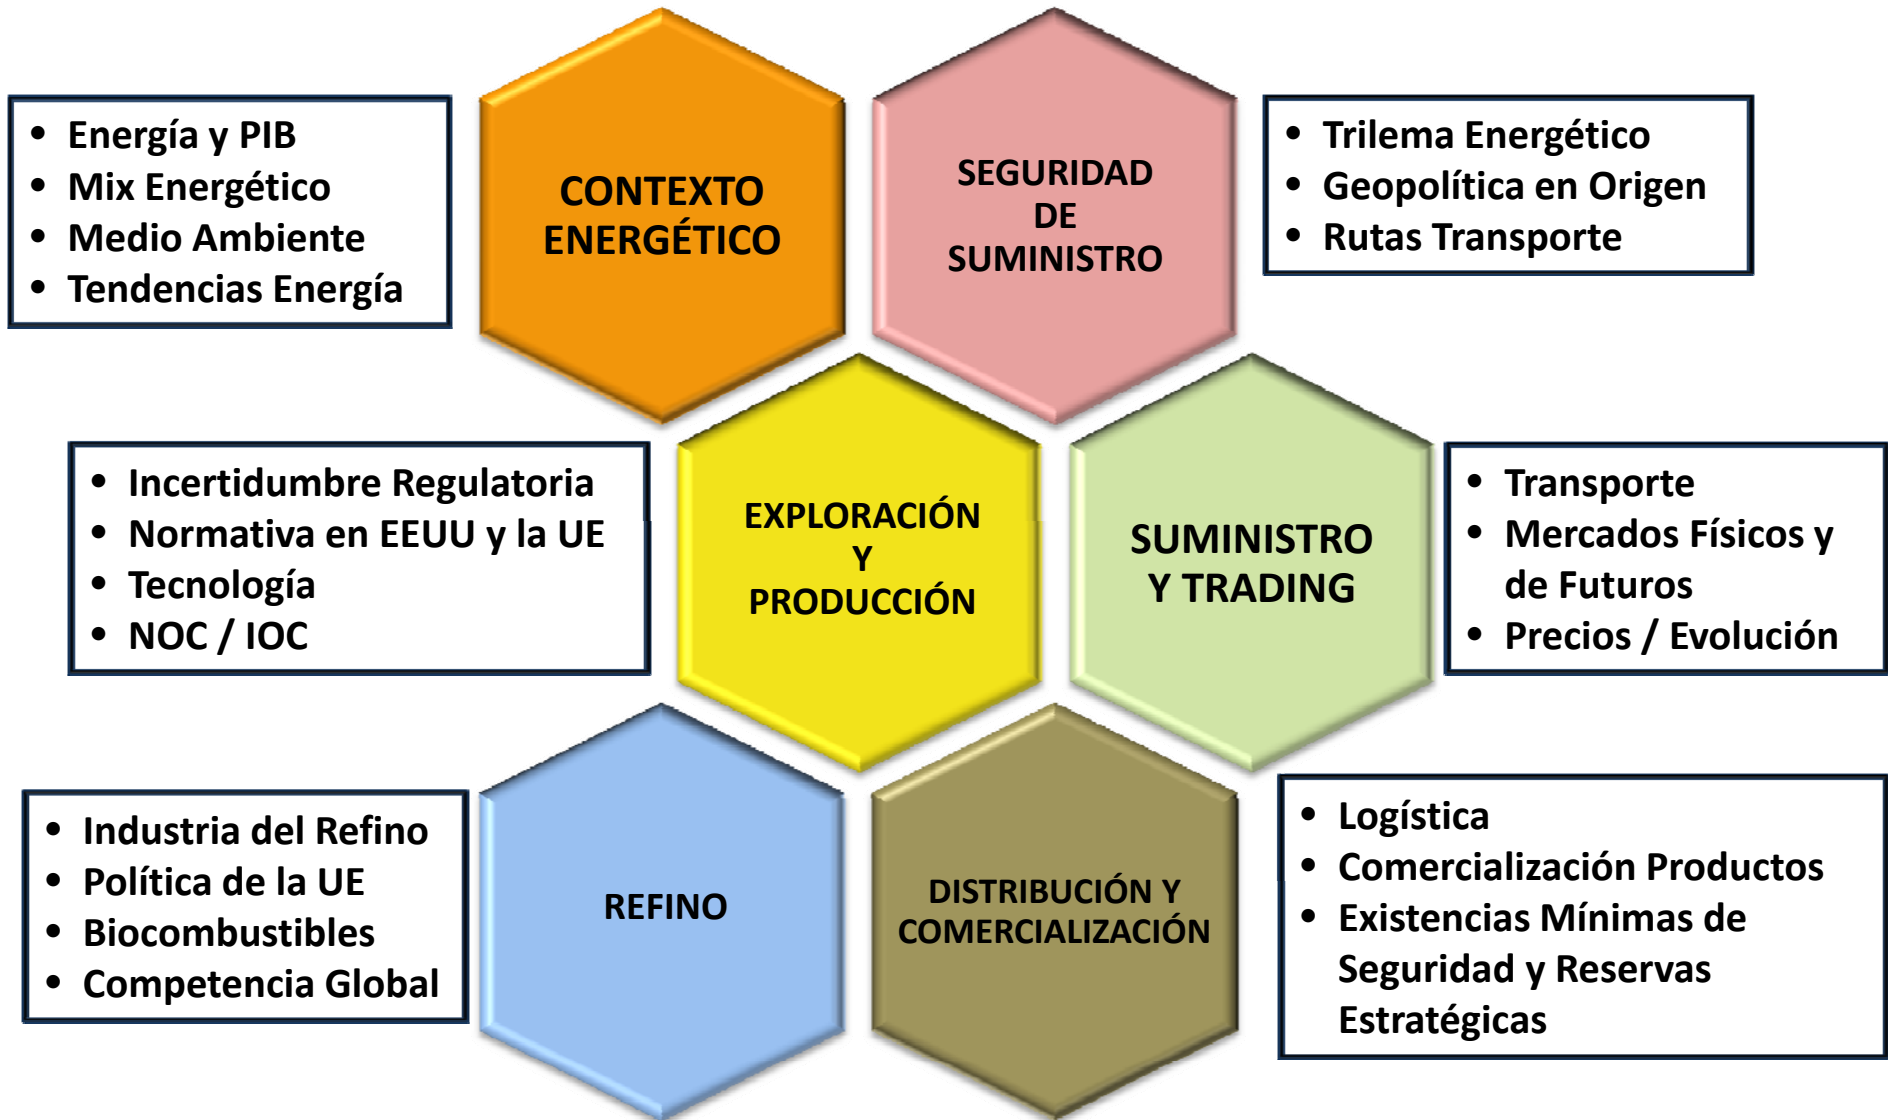 • Energía y PIB
• Mix Energético
• Medio Ambiente
• Tendencias Energía
CONTEXTO
ENERGÉTICO
SEGURIDAD
DE
SUMINISTRO
• Trilema Energético
• Geopolítica en Origen
• Rutas Transporte
• Incertidumbre Regulatoria
• Normativa en EEUU y la UE
• Tecnología
• NOC / IOC
EXPLORACIÓN
Y
PRODUCCIÓN
SUMINISTRO
Y TRADING
• Transporte
• Mercados Físicos y
de Futuros
• Precios / Evolución
• Industria del Refino
• Política de la UE
• Biocombustibles
• Competencia Global
REFINO
DISTRIBUCIÓN Y
COMERCIALIZACIÓN
• Logística
• Comercialización Productos
• Existencias Mínimas de
Seguridad y Reservas
Estratégicas